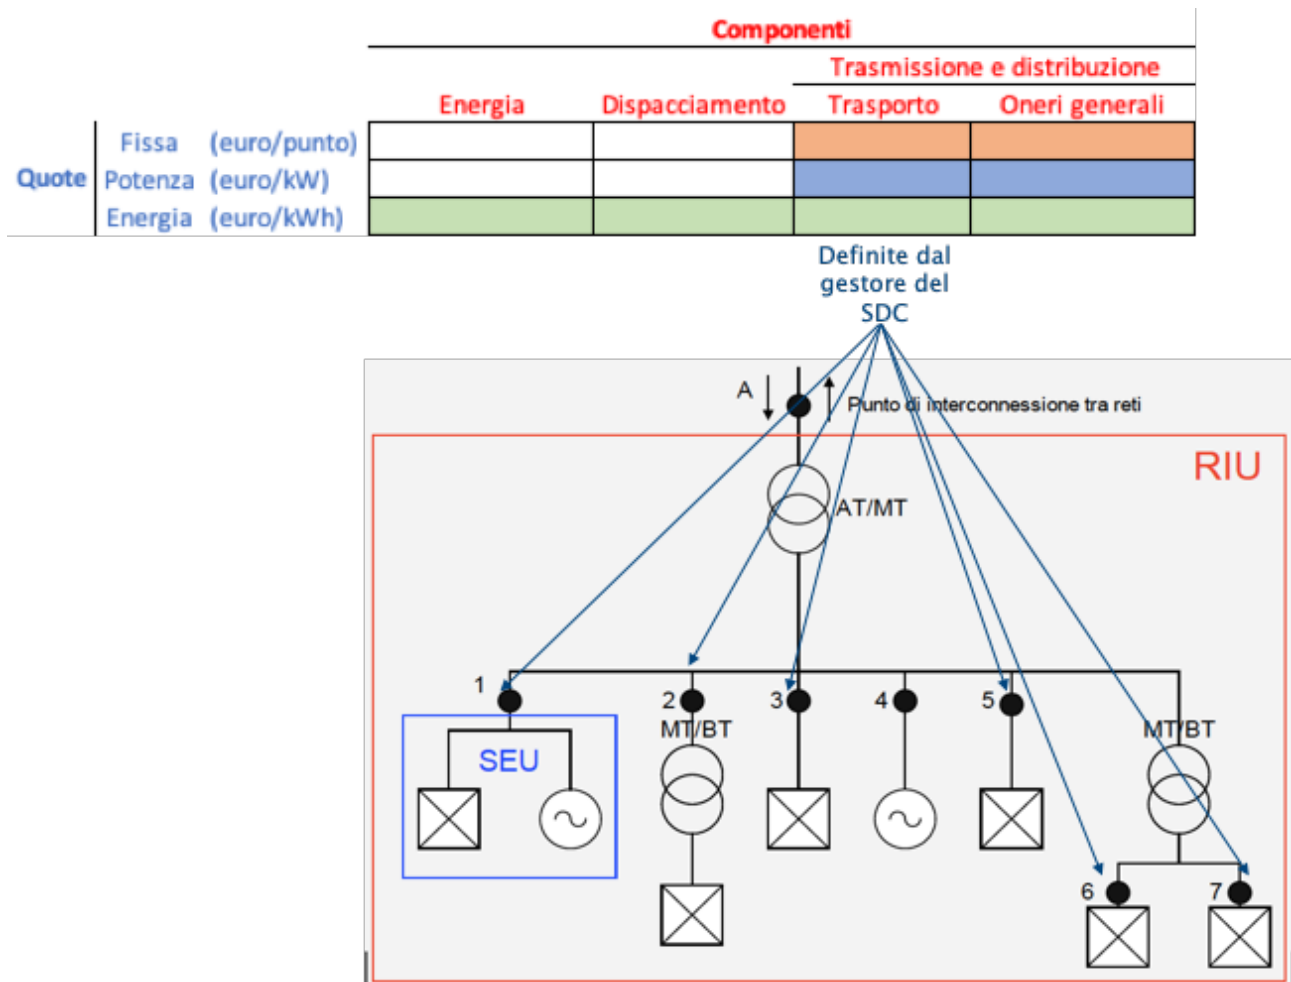 Componenti
Trasmissione e distribuzione
Energia Dispacciamento Trasporto Oneri generali
Quote
Fissa (euro/punto)
Potenza (euro/kW)
Energia (euro/kWh)
Definite dal
gestore del
SDC
A
Punto di interconnessione tra reti
RIU
AT/MT
1
2
3
4
5
MT/BT
MT/BT
SEU
6
7